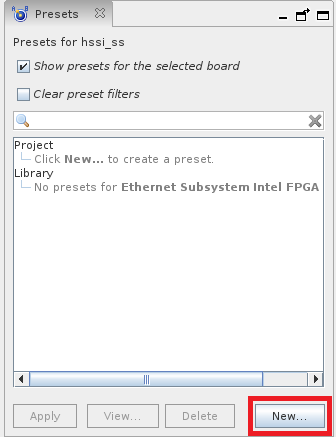 Presets
Presets for hssi_ss
Show presets for the selected board
Clear preset filters
Project
Click New... to create a preset.
Library
No presets for Ethernet Subsystem Intel FPGA
Apply View... Delete New...